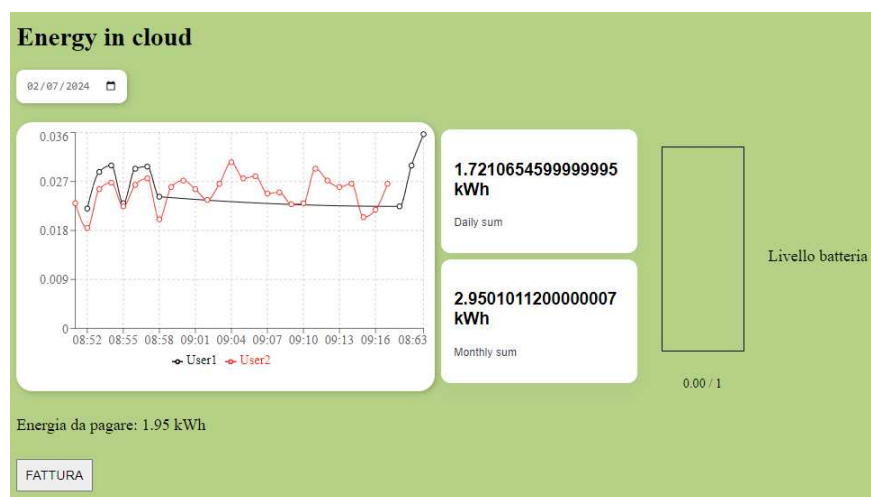 Energy in cloud
02/07/2024
0.036
0.027
0.018
0.009
0
08:52 08:55 08:58 09:01 09:04 09:07 09:10 09:13 09:16 08:63
User1 User2
1.7210654599999995
kWh
Daily sum
2.9501011200000007
kWh
Monthly sum
Livello batteria
0.00 / 1
Energia da pagare: 1.95 kWh
FATTURA